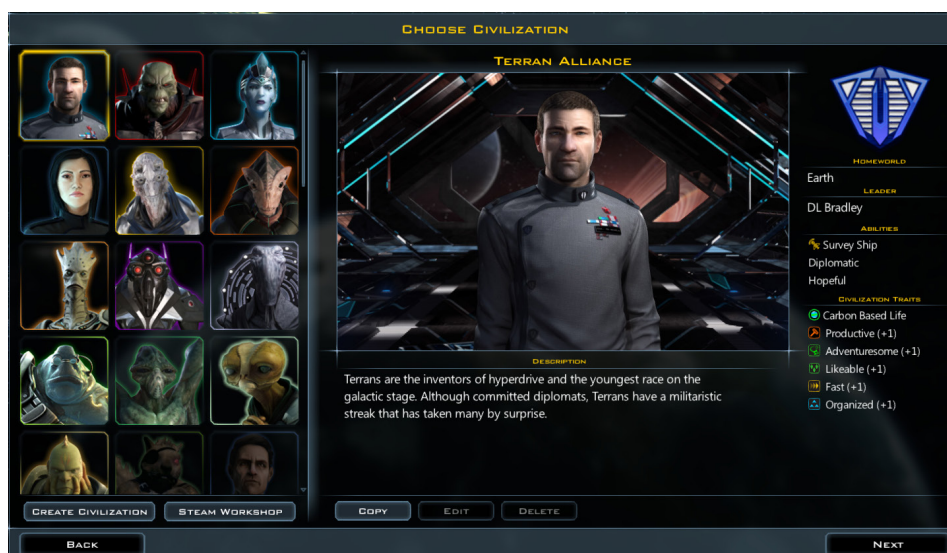 CHOOSE CIVILIZATION
TERRAN ALLIANCE
HOMEWORLD
Earth
LEADER
DL Bradley
ABILITIES
Survey Ship
Diplomatic
Hopeful
CIVILIZATION TRAITS
Carbon Based Life
Productive (+1)
Adventuresome (+1)
Likeable (+1)
Fast (+1)
Organized (+1)
DESCRIPTION
Terrans are the inventors of hyperdrive and the youngest race on the
galactic stage. Although committed diplomats, Terrans have a militaristic
streak that has taken many by surprise.
CREATE CIVILIZATION
STEAM WORKSHOP
COPY
EDIT
DELETE
BACK
NEXT